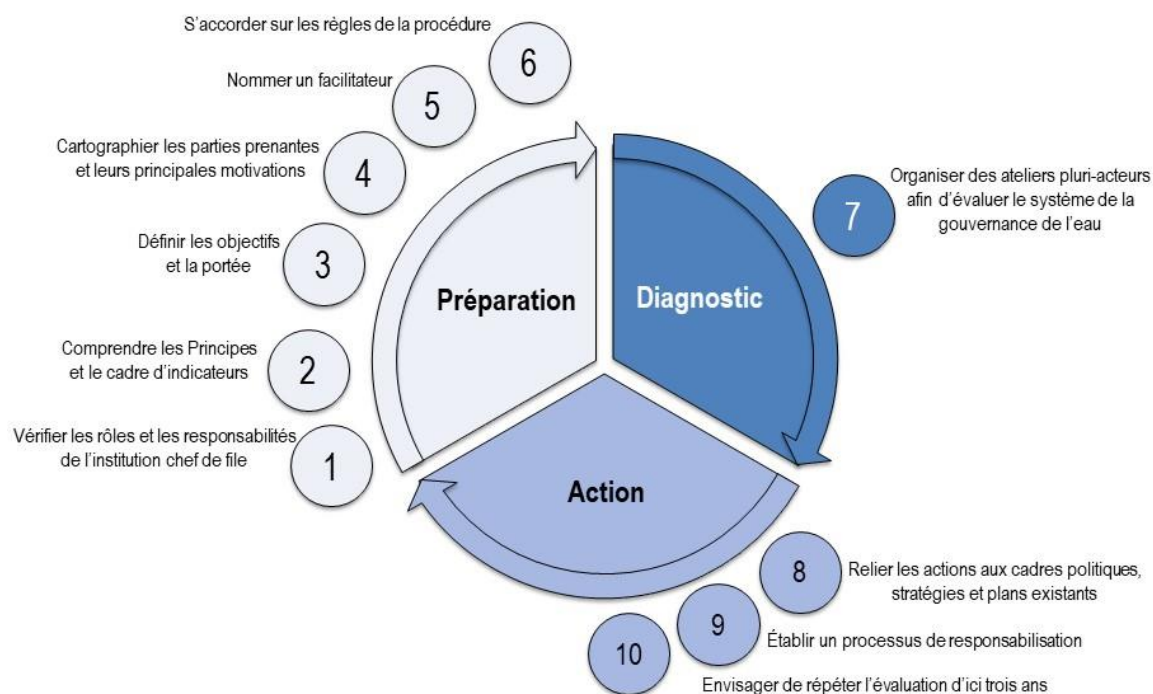 S'accorder sur les règles de la procédure
6
Nommer un facilitateur
5
Cartographier les parties prenantes
et leurs principales motivations
4
Définir les objectifs
et la portée
3
Comprendre les Principes
et le cadre d'indicateurs
2
Vérifier les rôles et les responsabilités
de l'institution chef de file
1
Préparation
Diagnostic
7
Organiser des ateliers pluri-acteurs
afin d'évaluer le système de la
gouvernance de l'eau
Action
8
Relier les actions aux cadres politiques,
stratégies et plans existants
9
Établir un processus de responsabilisation
10
Envisager de répéter l'évaluation d'ici trois ans